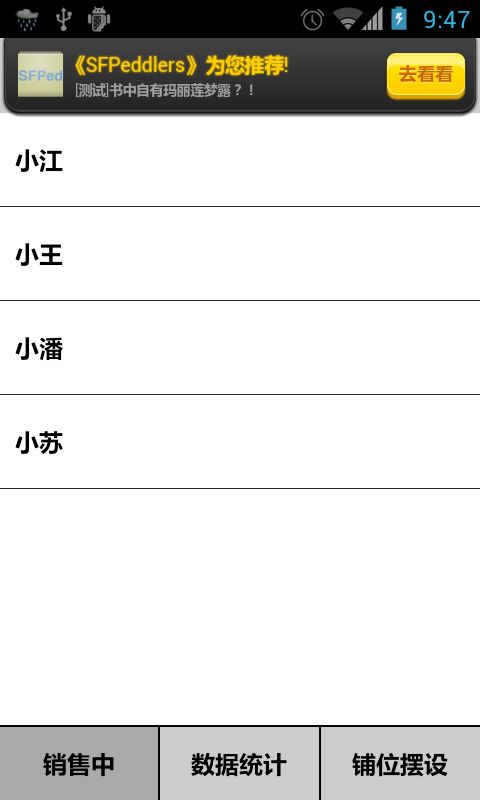 9:47
SFPed
《SFPeddlers》为您推荐!
[测试]书中自有玛丽莲梦露？！
去看看
小江
小王
小潘
小苏
销售中
数据统计
铺位摆设